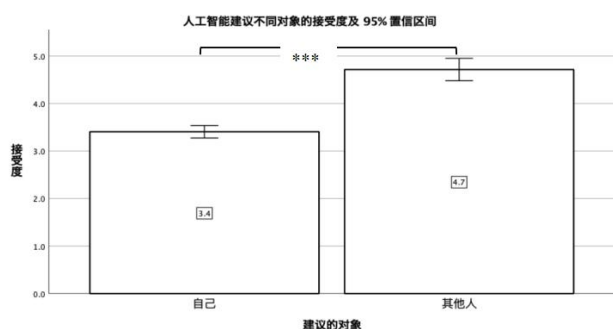 人工智能建议不同对象的接受度及 95% 置信区间
***
5.0
4.0
3.0
2.0
1.0
0.0
接受度
3.4
4.7
自己
其他人
建议的对象